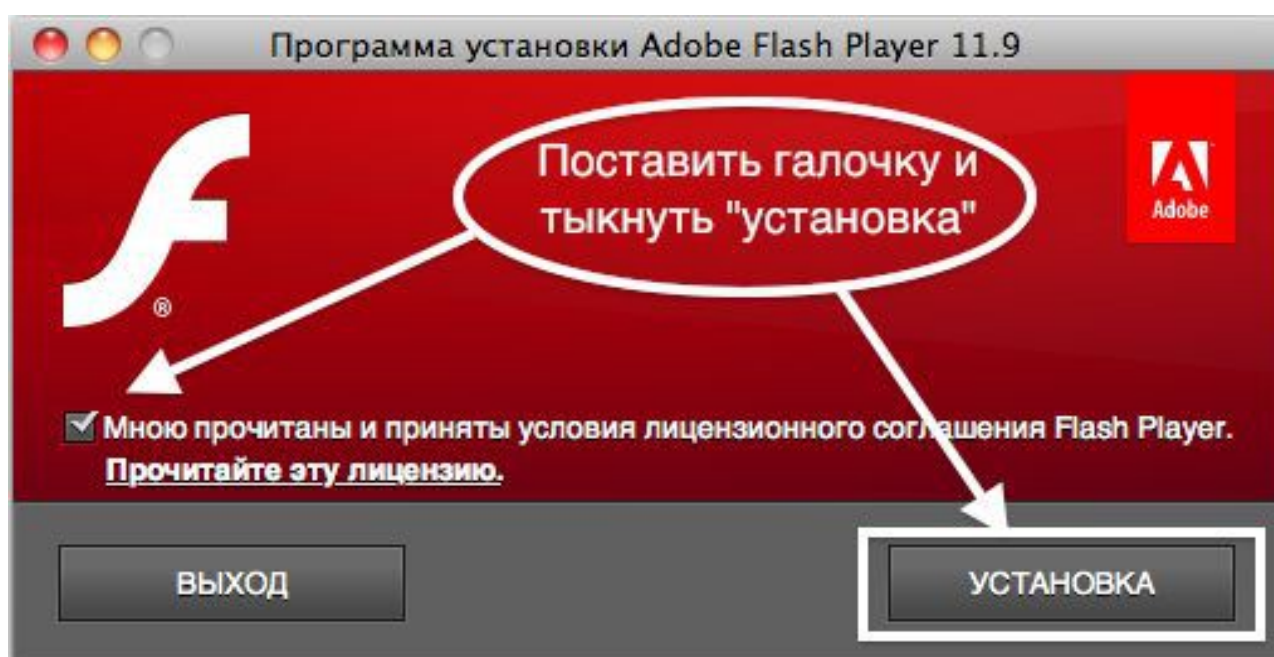 Программа установки Adobe Flash Player 11.9
Поставить галочку и
тыкнуть "установка"
Adobe
®
Мною прочитаны и приняты условия лицензионного соглашения Flash Player.
Прочитайте эту лицензию.
ВЫХОД
УСТАНОВКА